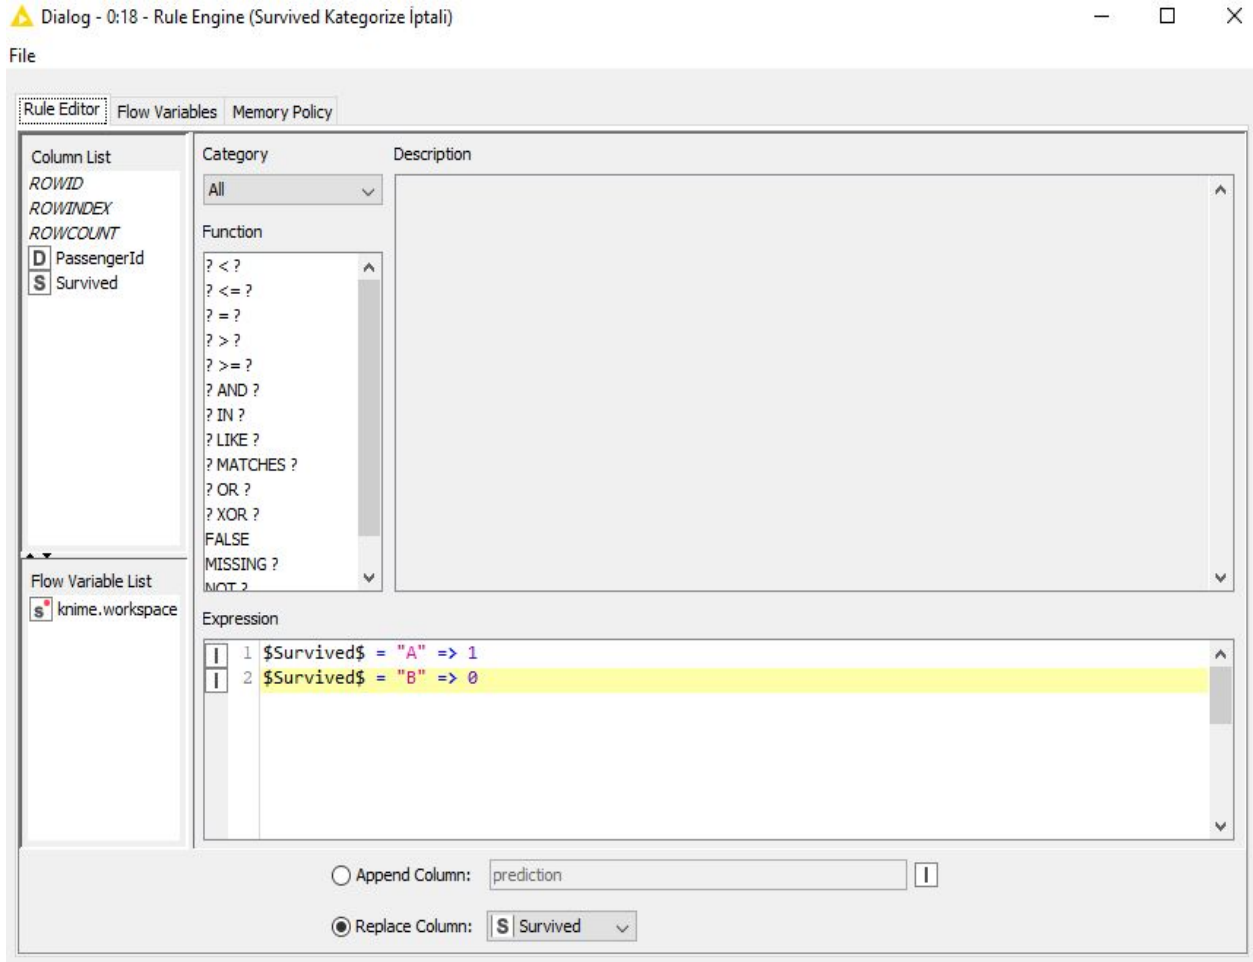 Dialog - 0:18 - Rule Engine (Survived Kategorize İptali)
File
Rule Editor Flow Variables Memory Policy
Column List
ROWID
ROWINDEX
ROWCOUNT
D PassengerId
S Survived
Category
All
Function
? < ?
? <= ?
? = ?
? > ?
? >= ?
? AND ?
? IN ?
? LIKE ?
? MATCHES ?
? OR ?
? XOR ?
FALSE
MISSING ?
NOT ?
Description
Flow Variable List
s knime.workspace
Expression
I 1 $Survived$ = "A" => 1
I 2 $Survived$ = "B" => 0
Append Column: prediction I
Replace Column: S Survived